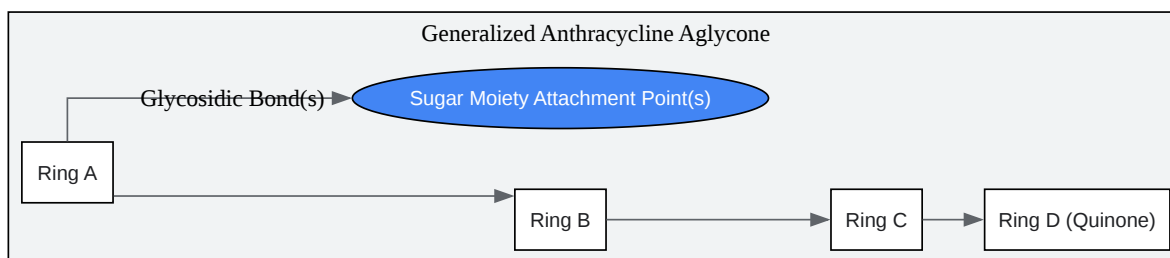 Generalized Anthracycline Aglycone
Glycosidic Bond(s)
Sugar Moiety Attachment Point(s)
Ring A
Ring B
Ring C
Ring D (Quinone)